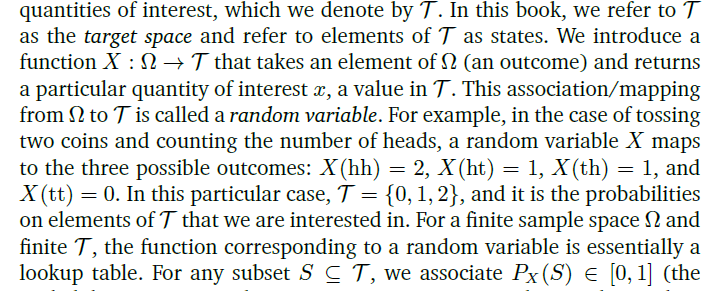 quantities of interest, which we denote by 𝒯. In this book, we refer to 𝒯
as the target space and refer to elements of 𝒯 as states. We introduce a
function X : Ω → 𝒯 that takes an element of Ω (an outcome) and returns
a particular quantity of interest x, a value in 𝒯. This association/mapping
from Ω to 𝒯 is called a random variable. For example, in the case of tossing
two coins and counting the number of heads, a random variable X maps
to the three possible outcomes: X(hh) = 2, X(ht) = 1, X(th) = 1, and
X(tt) = 0. In this particular case, 𝒯 = {0, 1, 2}, and it is the probabilities
on elements of 𝒯 that we are interested in. For a finite sample space Ω and
finite 𝒯, the function corresponding to a random variable is essentially a
lookup table. For any subset S ⊆ 𝒯, we associate P_X(S) ∈ [0, 1] (the